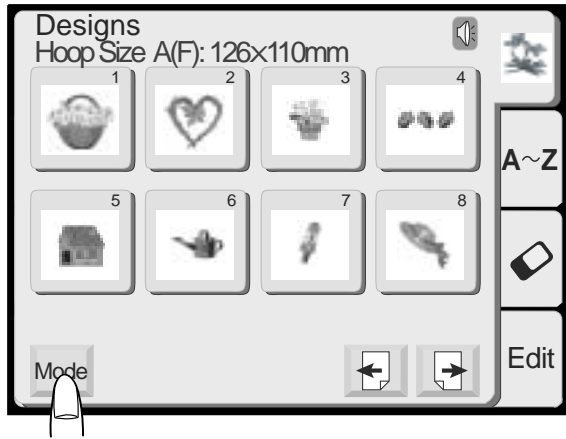 Designs
Hoop Size A(F): 126×110mm
1 2 3 4
A~Z
5 6 7 8
Mode
Edit